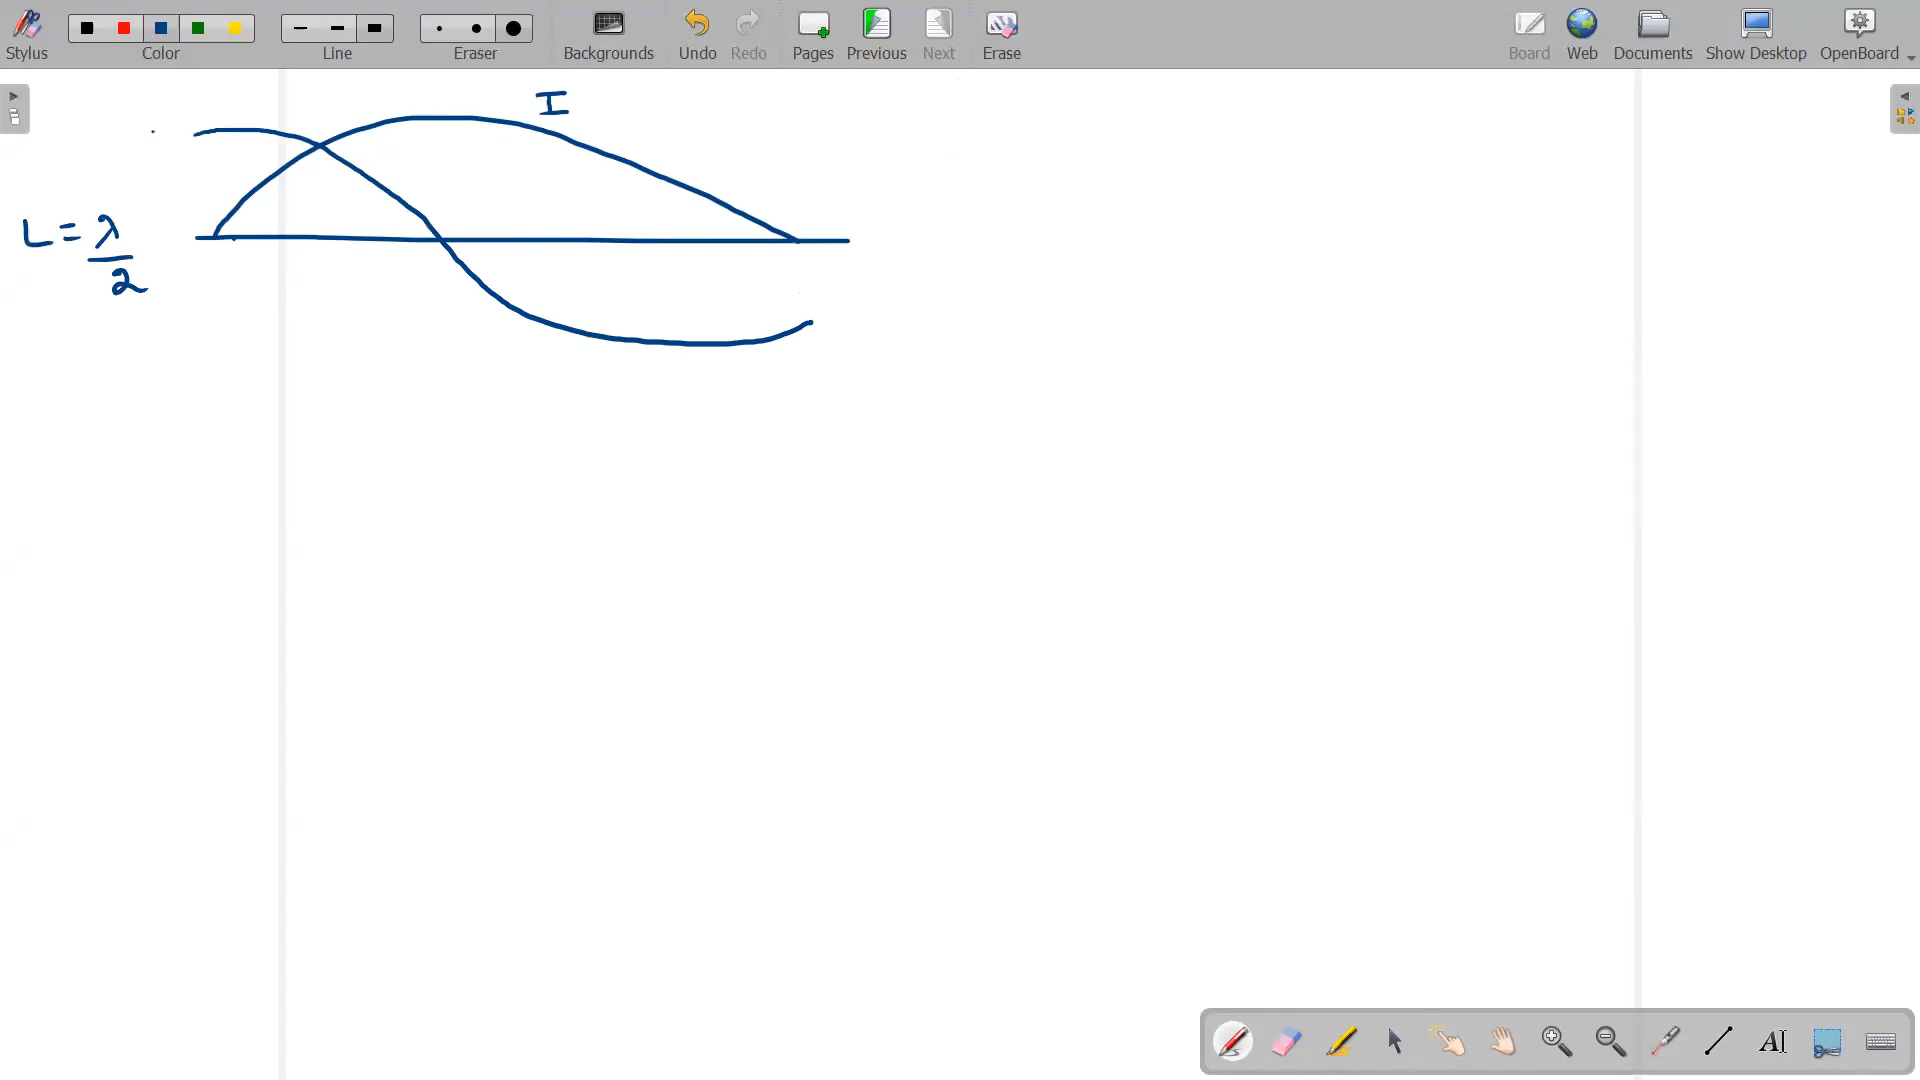 Stylus Color Line Eraser Backgrounds Undo Redo Pages Previous Next Erase Board Web Documents Show Desktop OpenBoard
I
L = λ/2